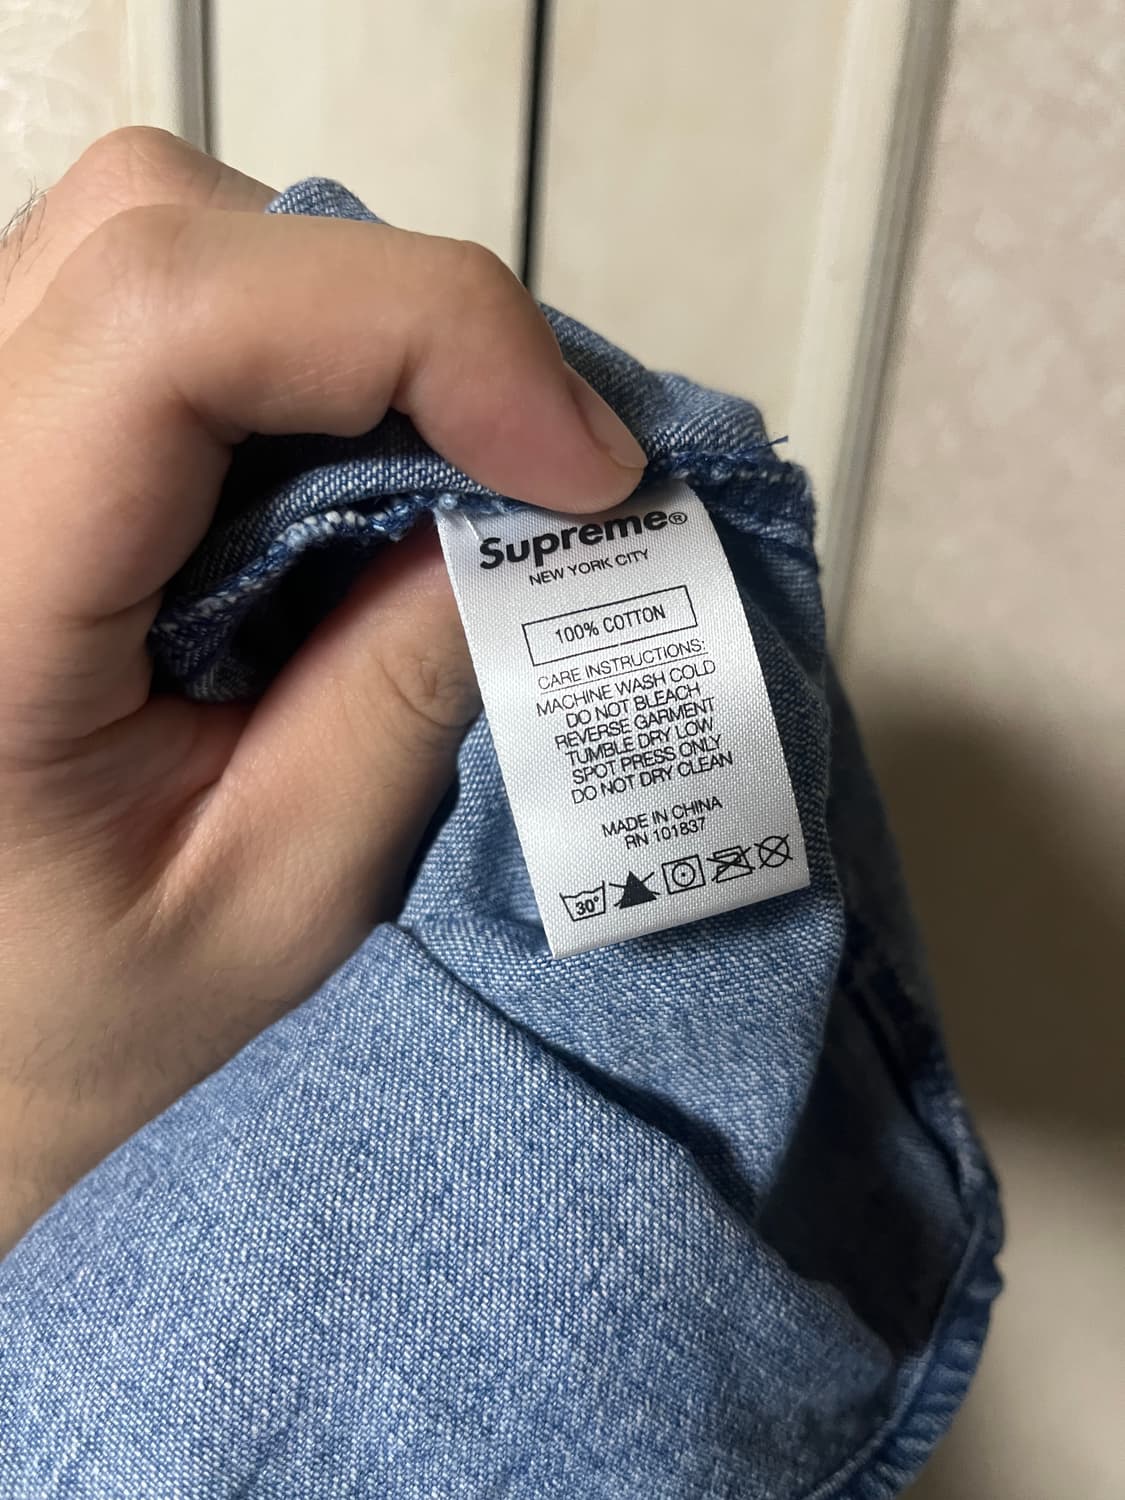 Supreme®
NEW YORK CITY
100% COTTON
CARE INSTRUCTIONS:
MACHINE WASH COLD
DO NOT BLEACH
REVERSE GARMENT
TUMBLE DRY LOW
SPOT PRESS ONLY
DO NOT DRY CLEAN
MADE IN CHINA
RN 101837
30°